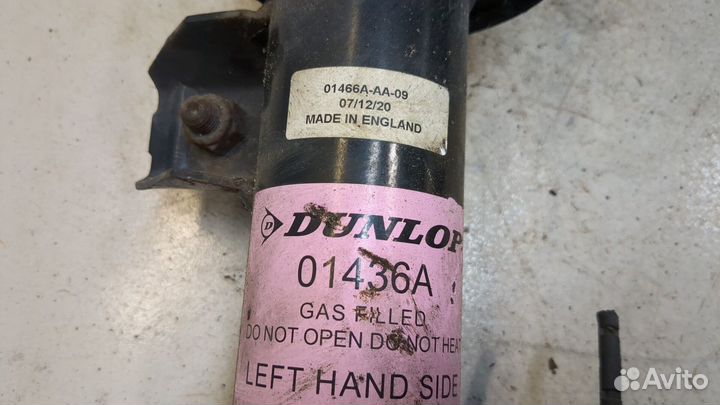 01466A-AA-09
07/12/20
MADE IN ENGLAND
DUNLOP
01436A
GAS FILLED
DO NOT OPEN DO NOT HEAT
LEFT HAND SIDE
Avito